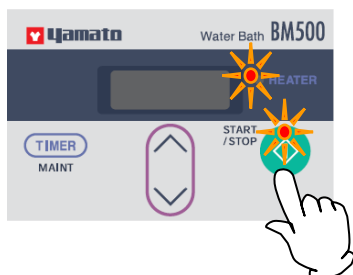 yamato
Water Bath BM500
HEATER
TIMER
MAINT
START
/STOP